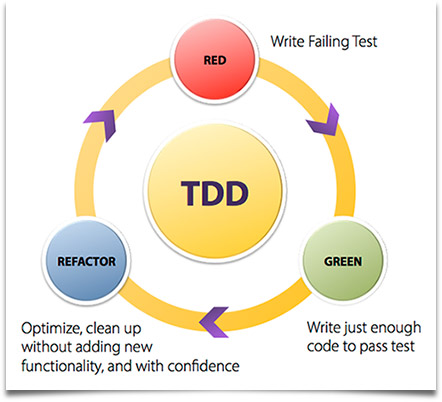 RED
Write Failing Test
TDD
REFACTOR
GREEN
Optimize, clean up
without adding new
functionality, and with confidence
Write just enough
code to pass test